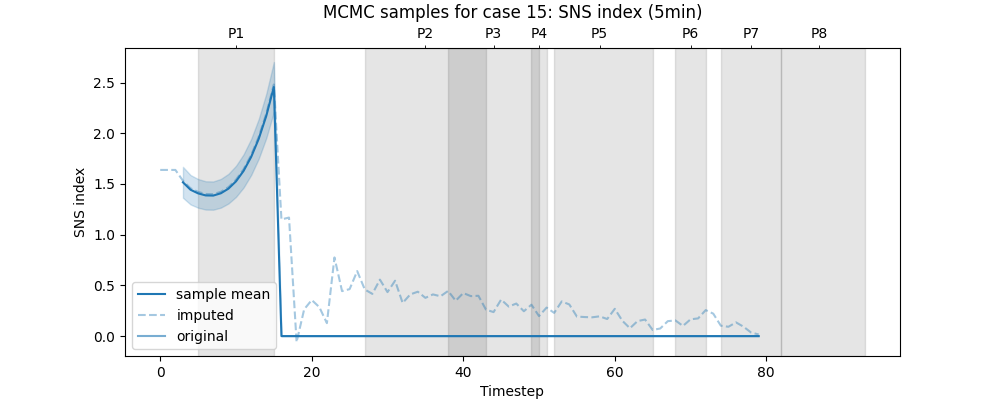 MCMC samples for case 15: SNS index (5min)
P1 P2 P3 P4 P5 P6 P7 P8
2.5
2.0
1.5
1.0
0.5
0.0
SNS index
sample mean
imputed
original
0 20 40 60 80
Timestep